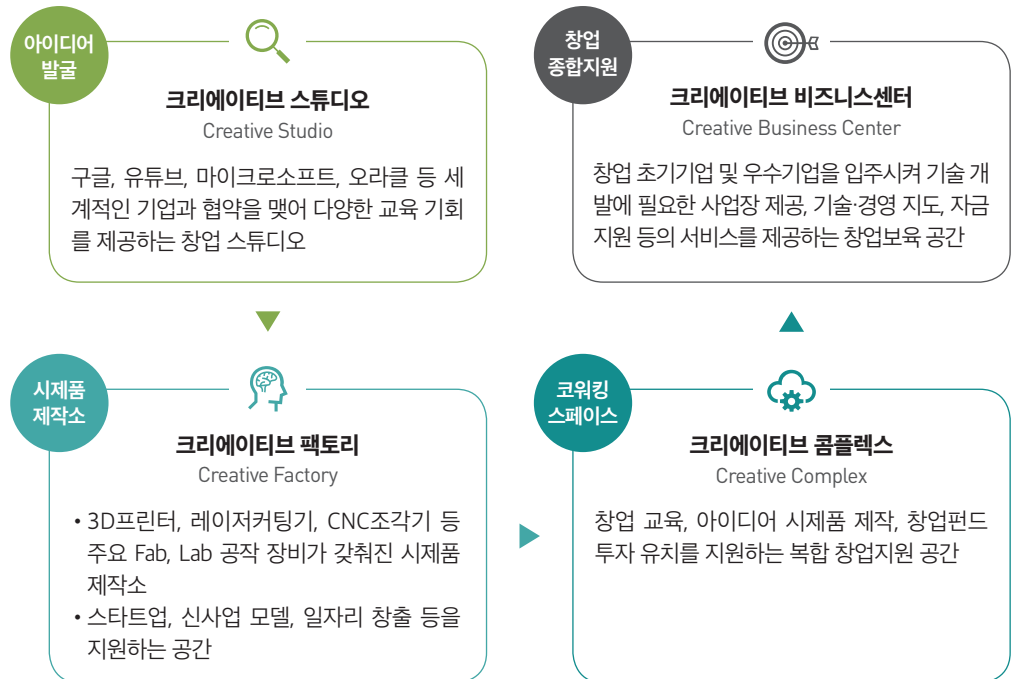 아이디어
발굴
크리에이티브 스튜디오
Creative Studio
구글, 유튜브, 마이크로소프트, 오라클 등 세
계적인 기업과 협약을 맺어 다양한 교육 기회
를 제공하는 창업 스튜디오
창업
종합지원
크리에이티브 비즈니스센터
Creative Business Center
창업 초기기업 및 우수기업을 입주시켜 기술 개
발에 필요한 사업장 제공, 기술·경영 지도, 자금
지원 등의 서비스를 제공하는 창업보육 공간
시제품
제작소
크리에이티브 팩토리
Creative Factory
• 3D프린터, 레이저커팅기, CNC조각기 등
주요 Fab, Lab 공작 장비가 갖춰진 시제품
제작소
• 스타트업, 신사업 모델, 일자리 창출 등을
지원하는 공간
코워킹
스페이스
크리에이티브 콤플렉스
Creative Complex
창업 교육, 아이디어 시제품 제작, 창업펀드
투자 유치를 지원하는 복합 창업지원 공간